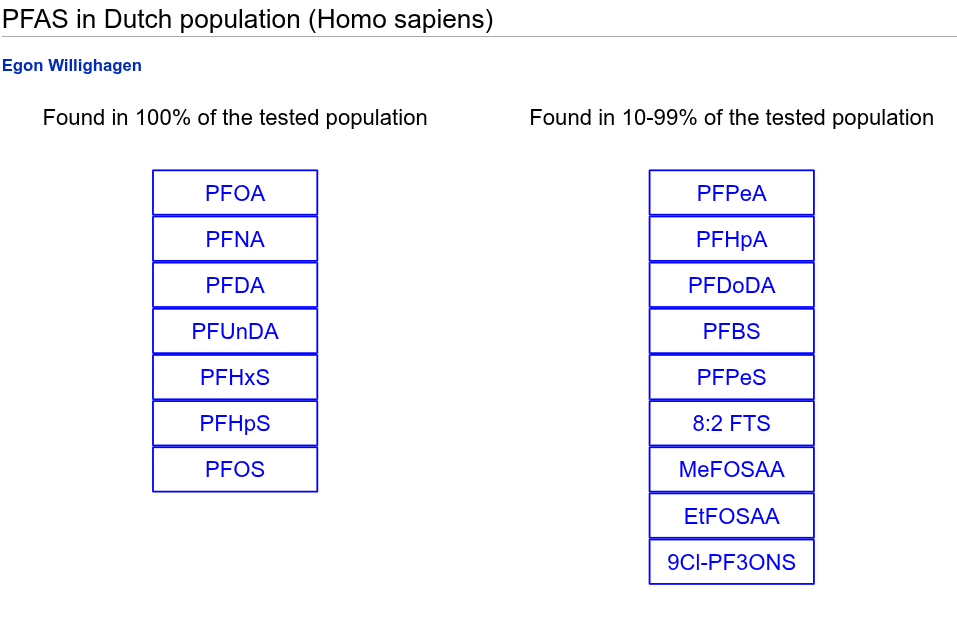 PFAS in Dutch population (Homo sapiens)
Egon Willighagen
Found in 100% of the tested population
PFOA
PFNA
PFDA
PFUnDA
PFHxS
PFHpS
PFOS
Found in 10-99% of the tested population
PFPeA
PFHpA
PFDoDA
PFBS
PFPeS
8:2 FTS
MeFOSAA
EtFOSAA
9Cl-PF3ONS